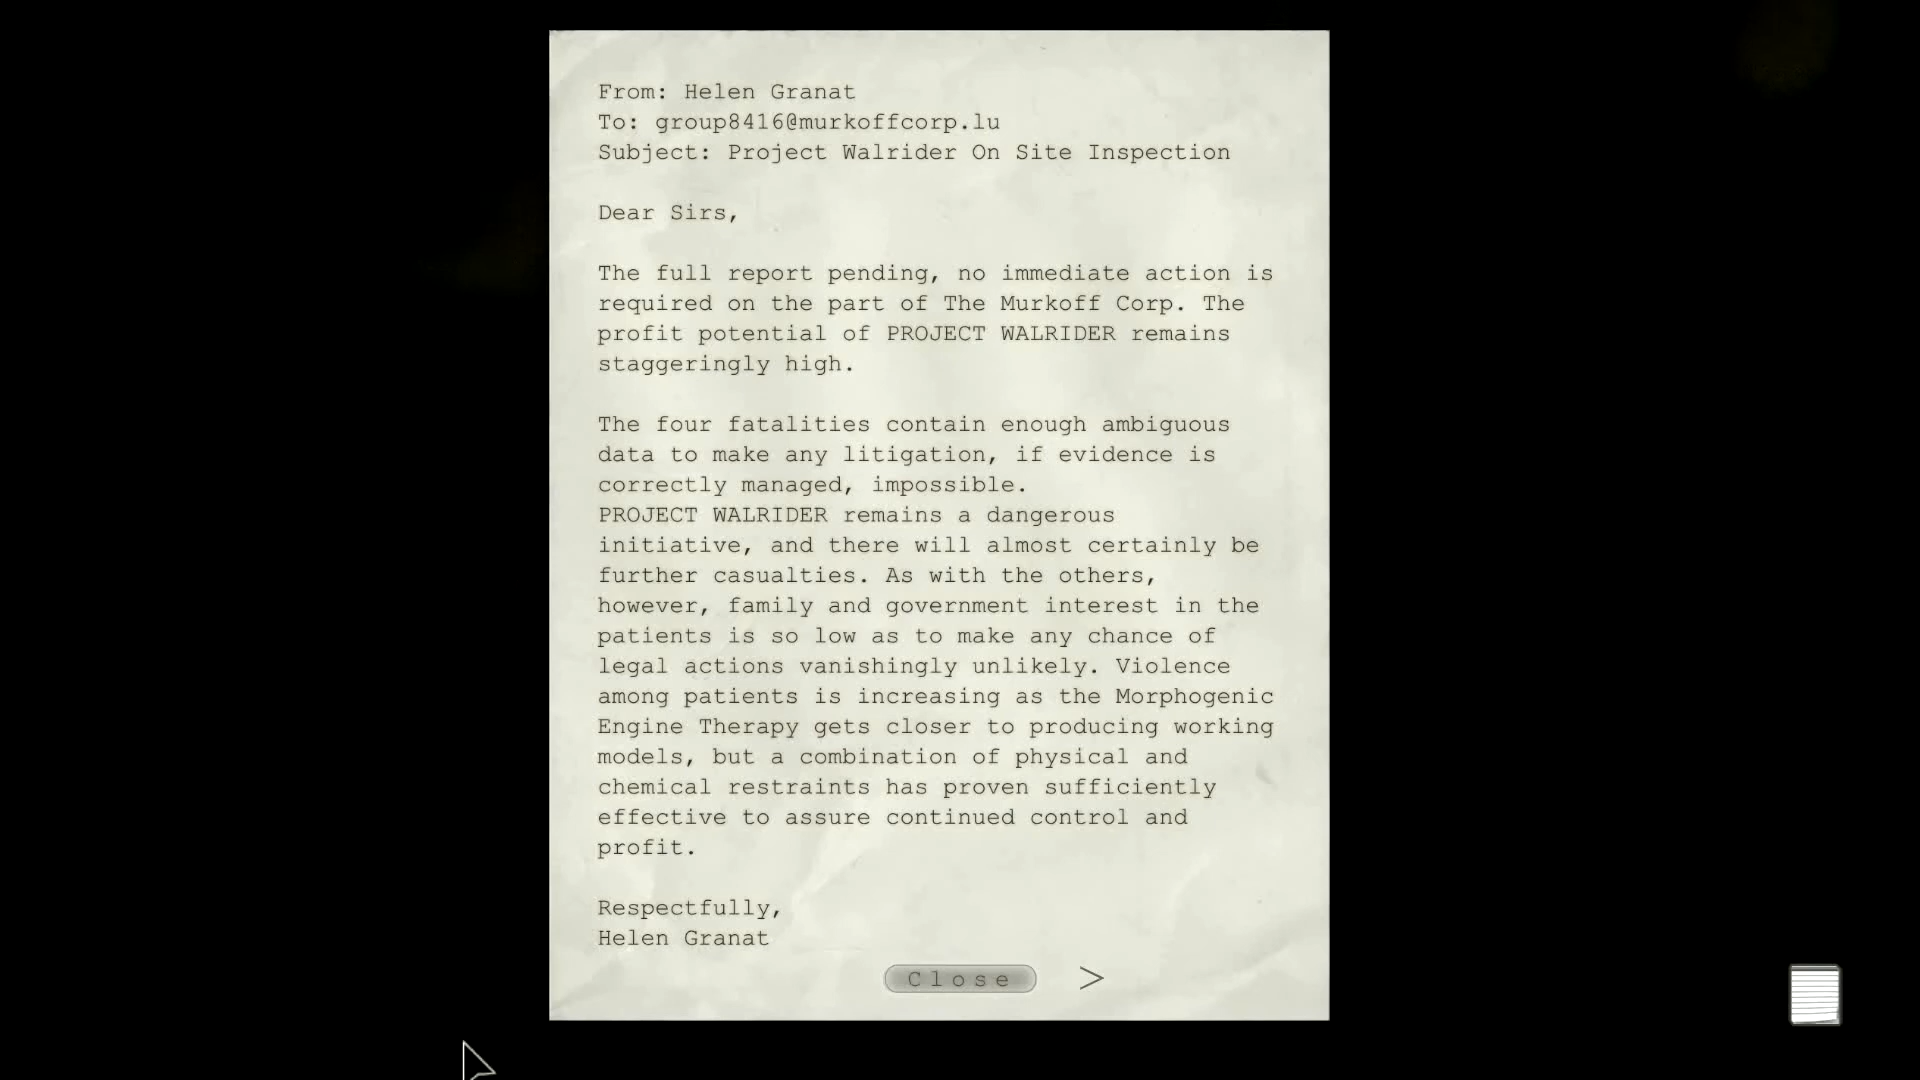 From: Helen Granat
To: group8416@murkoffcorp.lu
Subject: Project Walrider On Site Inspection
Dear Sirs,
The full report pending, no immediate action is
required on the part of The Murkoff Corp. The
profit potential of PROJECT WALRIDER remains
staggeringly high.
The four fatalities contain enough ambiguous
data to make any litigation, if evidence is
correctly managed, impossible.
PROJECT WALRIDER remains a dangerous
initiative, and there will almost certainly be
further casualties. As with the others,
however, family and government interest in the
patients is so low as to make any chance of
legal actions vanishingly unlikely. Violence
among patients is increasing as the Morphogenic
Engine Therapy gets closer to producing working
models, but a combination of physical and
chemical restraints has proven sufficiently
effective to assure continued control and
profit.
Respectfully,
Helen Granat
Close >